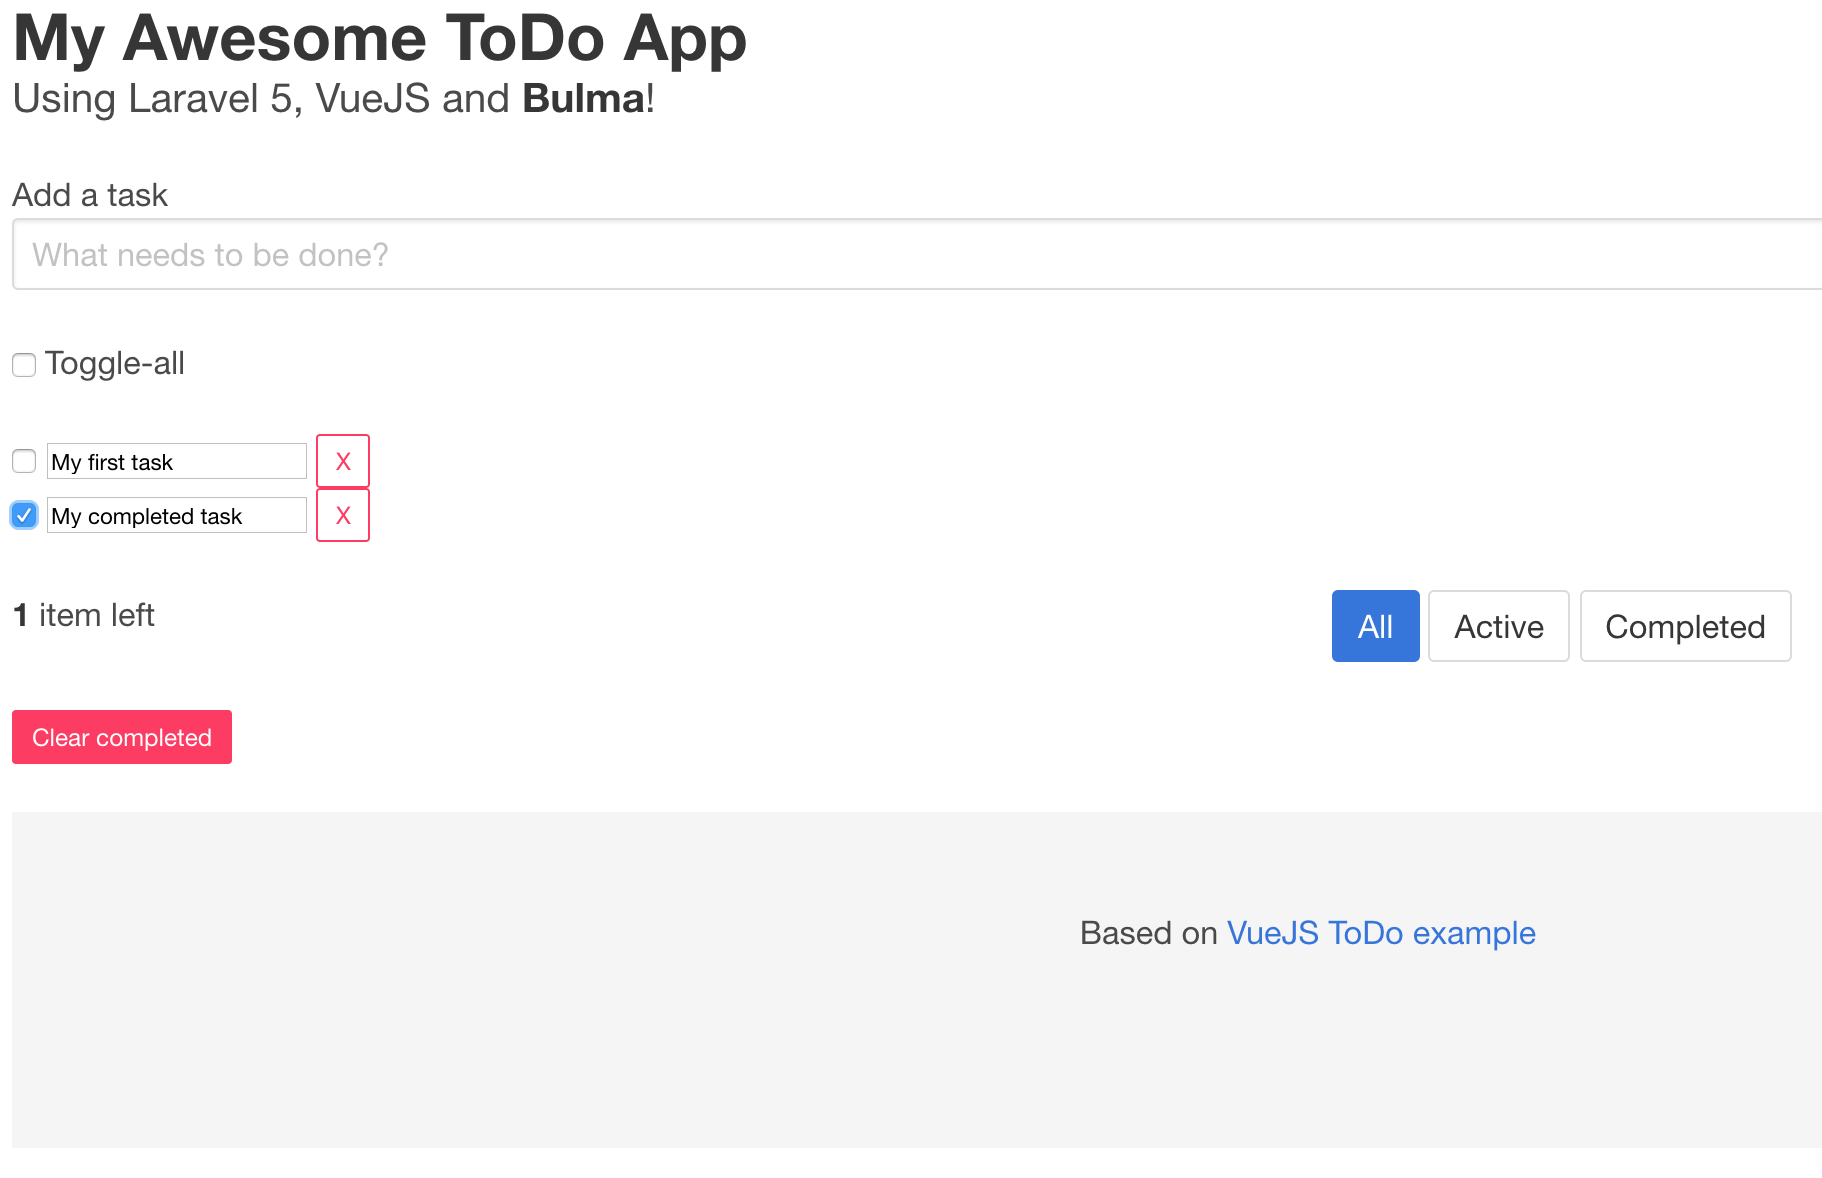 My Awesome ToDo App
Using Laravel 5, VueJS and Bulma!
Add a task
What needs to be done?
Toggle-all
My first task X
My completed task X
1 item left All Active Completed
Clear completed
Based on VueJS ToDo example